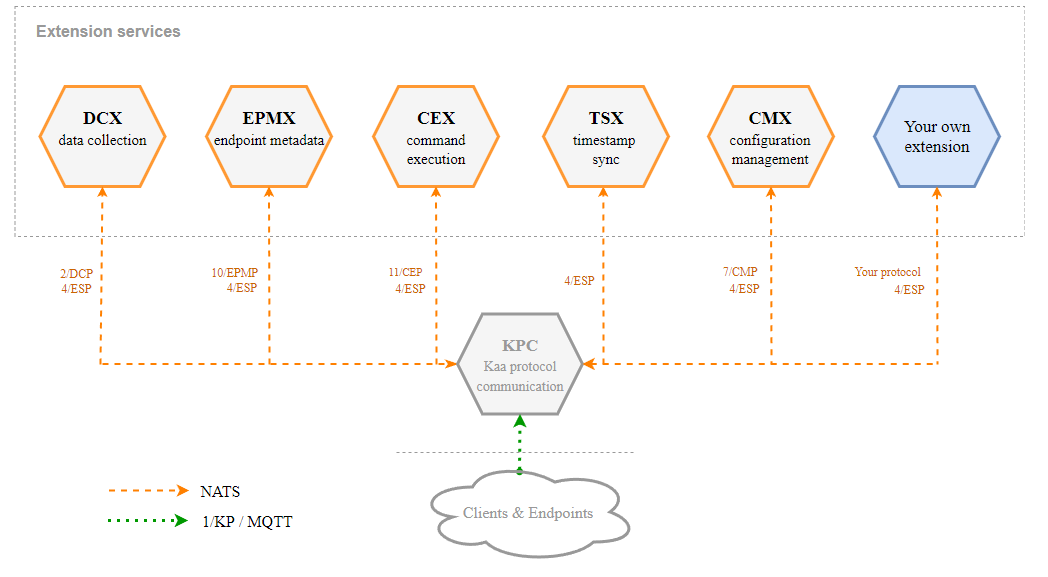 Extension services
DCX
data collection
EPMX
endpoint metadata
CEX
command
execution
TSX
timestamp
sync
CMX
configuration
management
Your own
extension
2/DCP
4/ESP
10/EPMP
4/ESP
11/CEP
4/ESP
4/ESP
7/CMP
4/ESP
Your protocol
4/ESP
KPC
Kaa protocol
communication
NATS
1/KP / MQTT
Clients & Endpoints